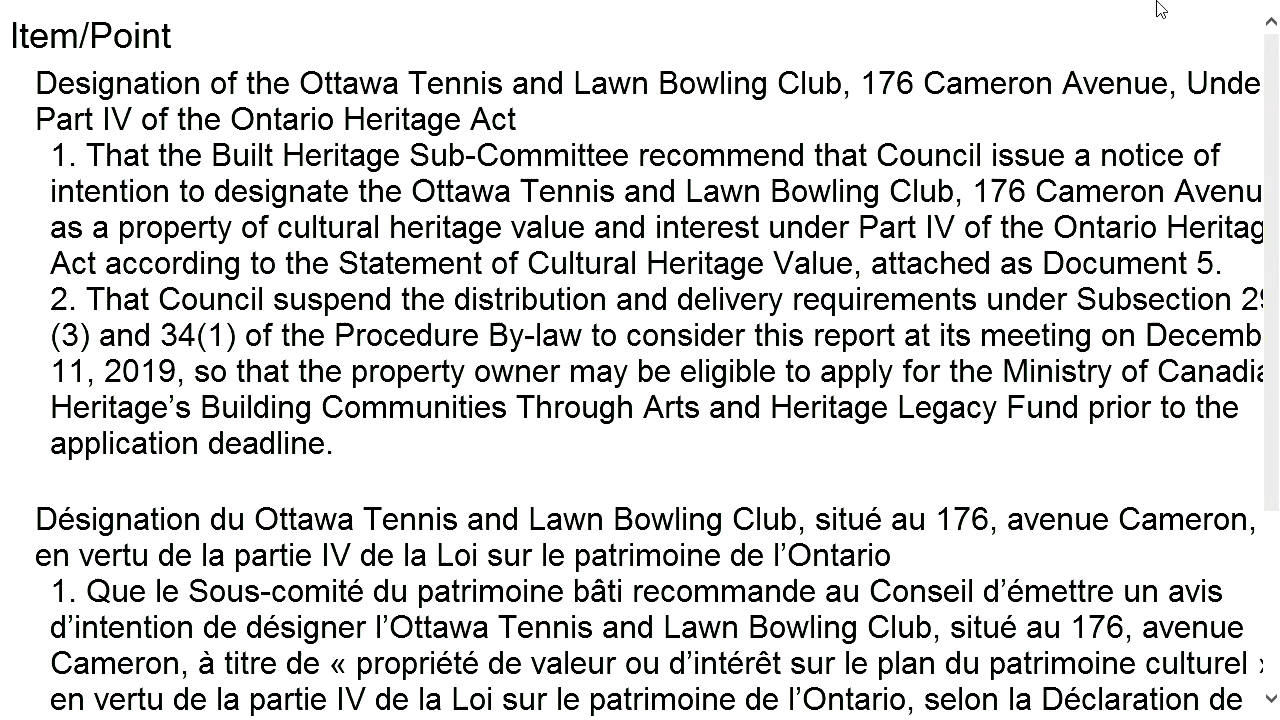 Item/Point
Designation of the Ottawa Tennis and Lawn Bowling Club, 176 Cameron Avenue, Unde
Part IV of the Ontario Heritage Act
1. That the Built Heritage Sub-Committee recommend that Council issue a notice of
intention to designate the Ottawa Tennis and Lawn Bowling Club, 176 Cameron Avenu
as a property of cultural heritage value and interest under Part IV of the Ontario Heritag
Act according to the Statement of Cultural Heritage Value, attached as Document 5.
2. That Council suspend the distribution and delivery requirements under Subsection 29
(3) and 34(1) of the Procedure By-law to consider this report at its meeting on Decemb
11, 2019, so that the property owner may be eligible to apply for the Ministry of Canadia
Heritage’s Building Communities Through Arts and Heritage Legacy Fund prior to the
application deadline.
Désignation du Ottawa Tennis and Lawn Bowling Club, situé au 176, avenue Cameron,
en vertu de la partie IV de la Loi sur le patrimoine de l’Ontario
1. Que le Sous-comité du patrimoine bâti recommande au Conseil d’émettre un avis
d’intention de désigner l’Ottawa Tennis and Lawn Bowling Club, situé au 176, avenue
Cameron, à titre de « propriété de valeur ou d’intérêt sur le plan du patrimoine culturel »
en vertu de la partie IV de la Loi sur le patrimoine de l’Ontario, selon la Déclaration de